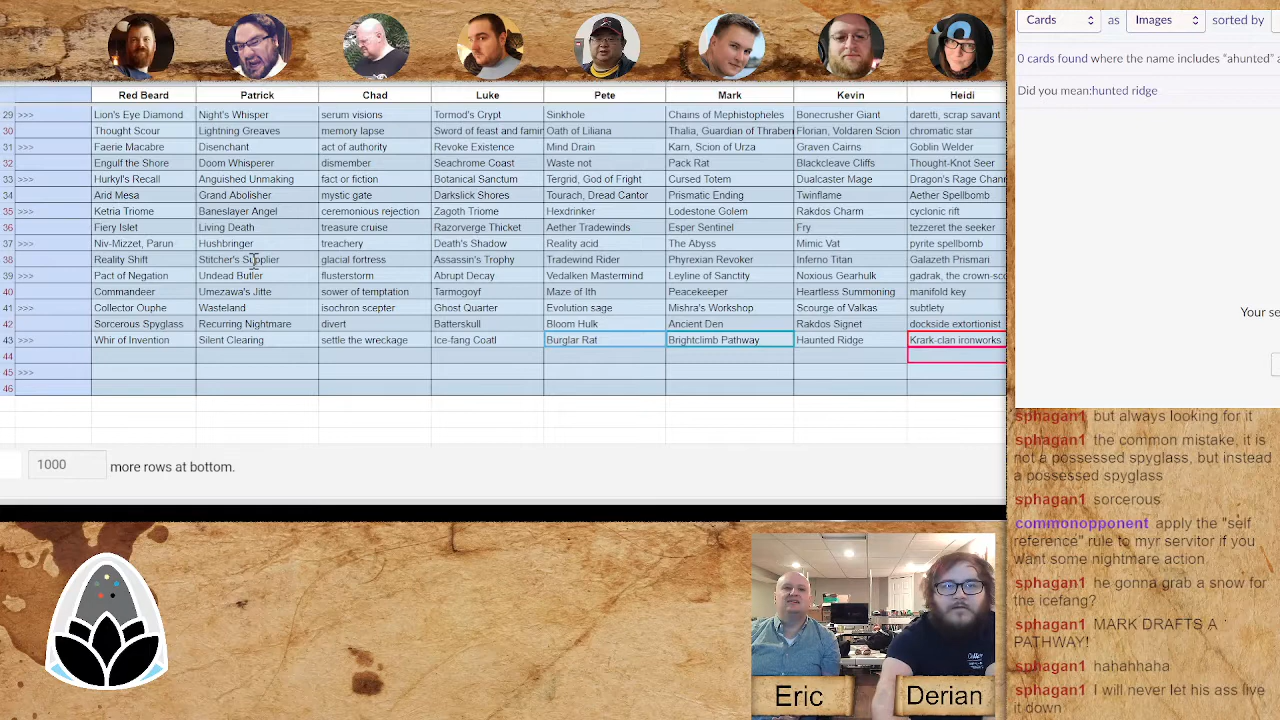 Cards as Images sorted by
0 cards found where the name includes “ahunted”
Did you mean:hunted ridge
Red Beard Patrick Chad Luke Pete Mark Kevin Heidi
29 >>> Lion's Eye Diamond Night's Whisper serum visions Tormod's Crypt Sinkhole Chains of Mephistopheles Bonecrusher Giant daretti, scrap savant
30 Thought Scour Lightning Greaves memory lapse Sword of feast and famin Oath of Liliana Thalia, Guardian of Thraben Florian, Voldaren Scion chromatic star
31 >>> Faerie Macabre Disenchant act of authority Revoke Existence Mind Drain Karn, Scion of Urza Graven Cairns Goblin Welder
32 Engulf the Shore Doom Whisperer dismember Seachrome Coast Waste not Pack Rat Blackcleave Cliffs Thought-Knot Seer
33 >>> Hurkyl's Recall Anguished Unmaking fact or fiction Botanical Sanctum Tergrid, God of Fright Cursed Totem Dualcaster Mage Dragon's Rage Chan
34 Arid Mesa Grand Abolisher mystic gate Darkslick Shores Tourach, Dread Cantor Prismatic Ending Twinflame Aether Spellbomb
35 >>> Ketria Triome Baneslayer Angel ceremonious rejection Zagoth Triome Hexdrinker Lodestone Golem Rakdos Charm cyclonic rift
36 Fiery Islet Living Death treasure cruise Razorverge Thicket Aether Tradewinds Esper Sentinel Fry tezzeret the seeker
37 >>> Niv-Mizzet, Parun Hushbringer treachery Death's Shadow Reality acid The Abyss Mimic Vat pyrite spellbomb
38 Reality Shift Stitcher's Supplier glacial fortress Assassin's Trophy Tradewind Rider Phyrexian Revoker Inferno Titan Galazeth Prismari
39 >>> Pact of Negation Undead Butler flusterstorm Abrupt Decay Vedalken Mastermind Leyline of Sanctity Noxious Gearhulk gadrak, the crown-sc
40 Commandeer Umezawa's Jitte sower of temptation Tarmogoyf Maze of Ith Peacekeeper Heartless Summoning manifold key
41 >>> Collector Ouphe Wasteland isochron scepter Ghost Quarter Evolution sage Mishra's Workshop Scourge of Valkas subtlety
42 Sorcerous Spyglass Recurring Nightmare divert Batterskull Bloom Hulk Ancient Den Rakdos Signet dockside extortionist
43 >>> Whir of Invention Silent Clearing settle the wreckage Ice-fang Coatl Burglar Rat Brightclimb Pathway Haunted Ridge Krark-clan ironworks
44
45 >>>
46
1000 more rows at bottom.
Your se
sphagan1 but always looking for it
sphagan1 the common mistake, it is
not a possessed spyglass, but instead
a possessed spyglass
sphagan1 sorcerous
commonopponent apply the "self
reference" rule to myr servitor if you
want some nightmare action
sphagan1 he gonna grab a snow for
the icefang?
sphagan1 MARK DRAFTS A
PATHWAY!
sphagan1 hahahhaha
sphagan1 I will never let his ass live
it down
Eric Derian